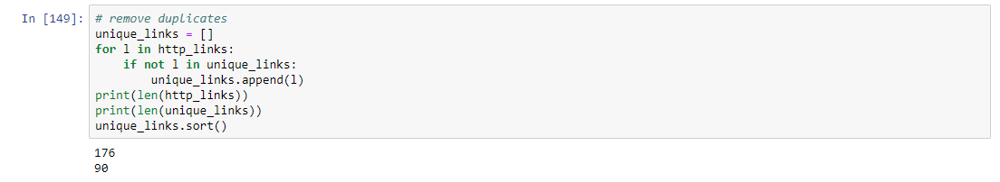 In [149]: # remove duplicates
unique_links = []
for l in http_links:
    if not l in unique_links:
        unique_links.append(l)
print(len(http_links))
print(len(unique_links))
unique_links.sort()
176
90